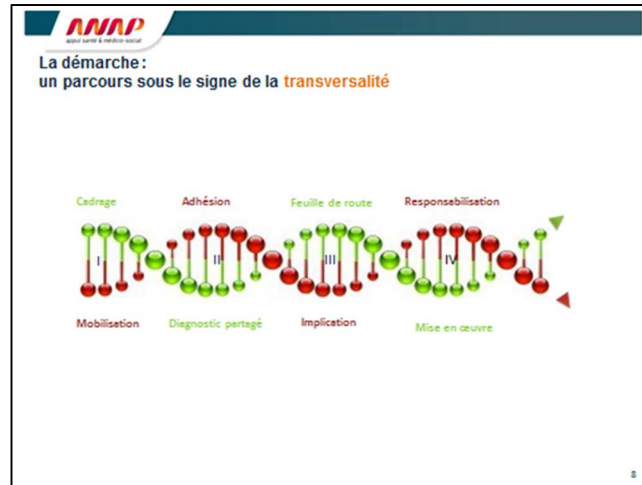 ANAP
appui santé & médico-social
La démarche :
un parcours sous le signe de la transversalité
Cadrage
Adhésion
Feuille de route
Responsabilisation
I
II
III
IV
Mobilisation
Diagnostic partagé
Implication
Mise en œuvre
8